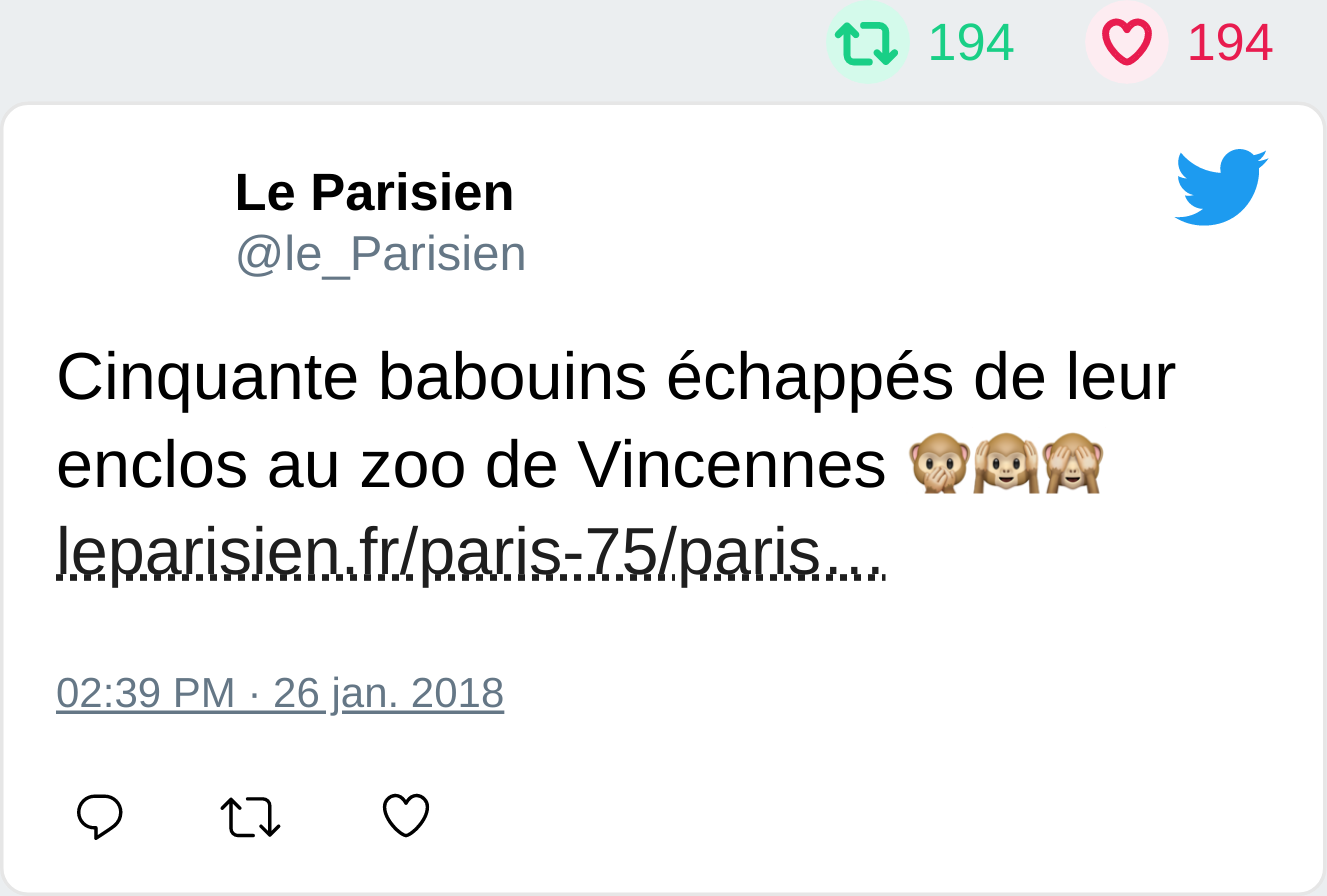 194 194
Le Parisien
@le_Parisien
Cinquante babouins échappés de leur
enclos au zoo de Vincennes 🙊🙉🙈
leparisien.fr/paris-75/paris…
02:39 PM · 26 jan. 2018